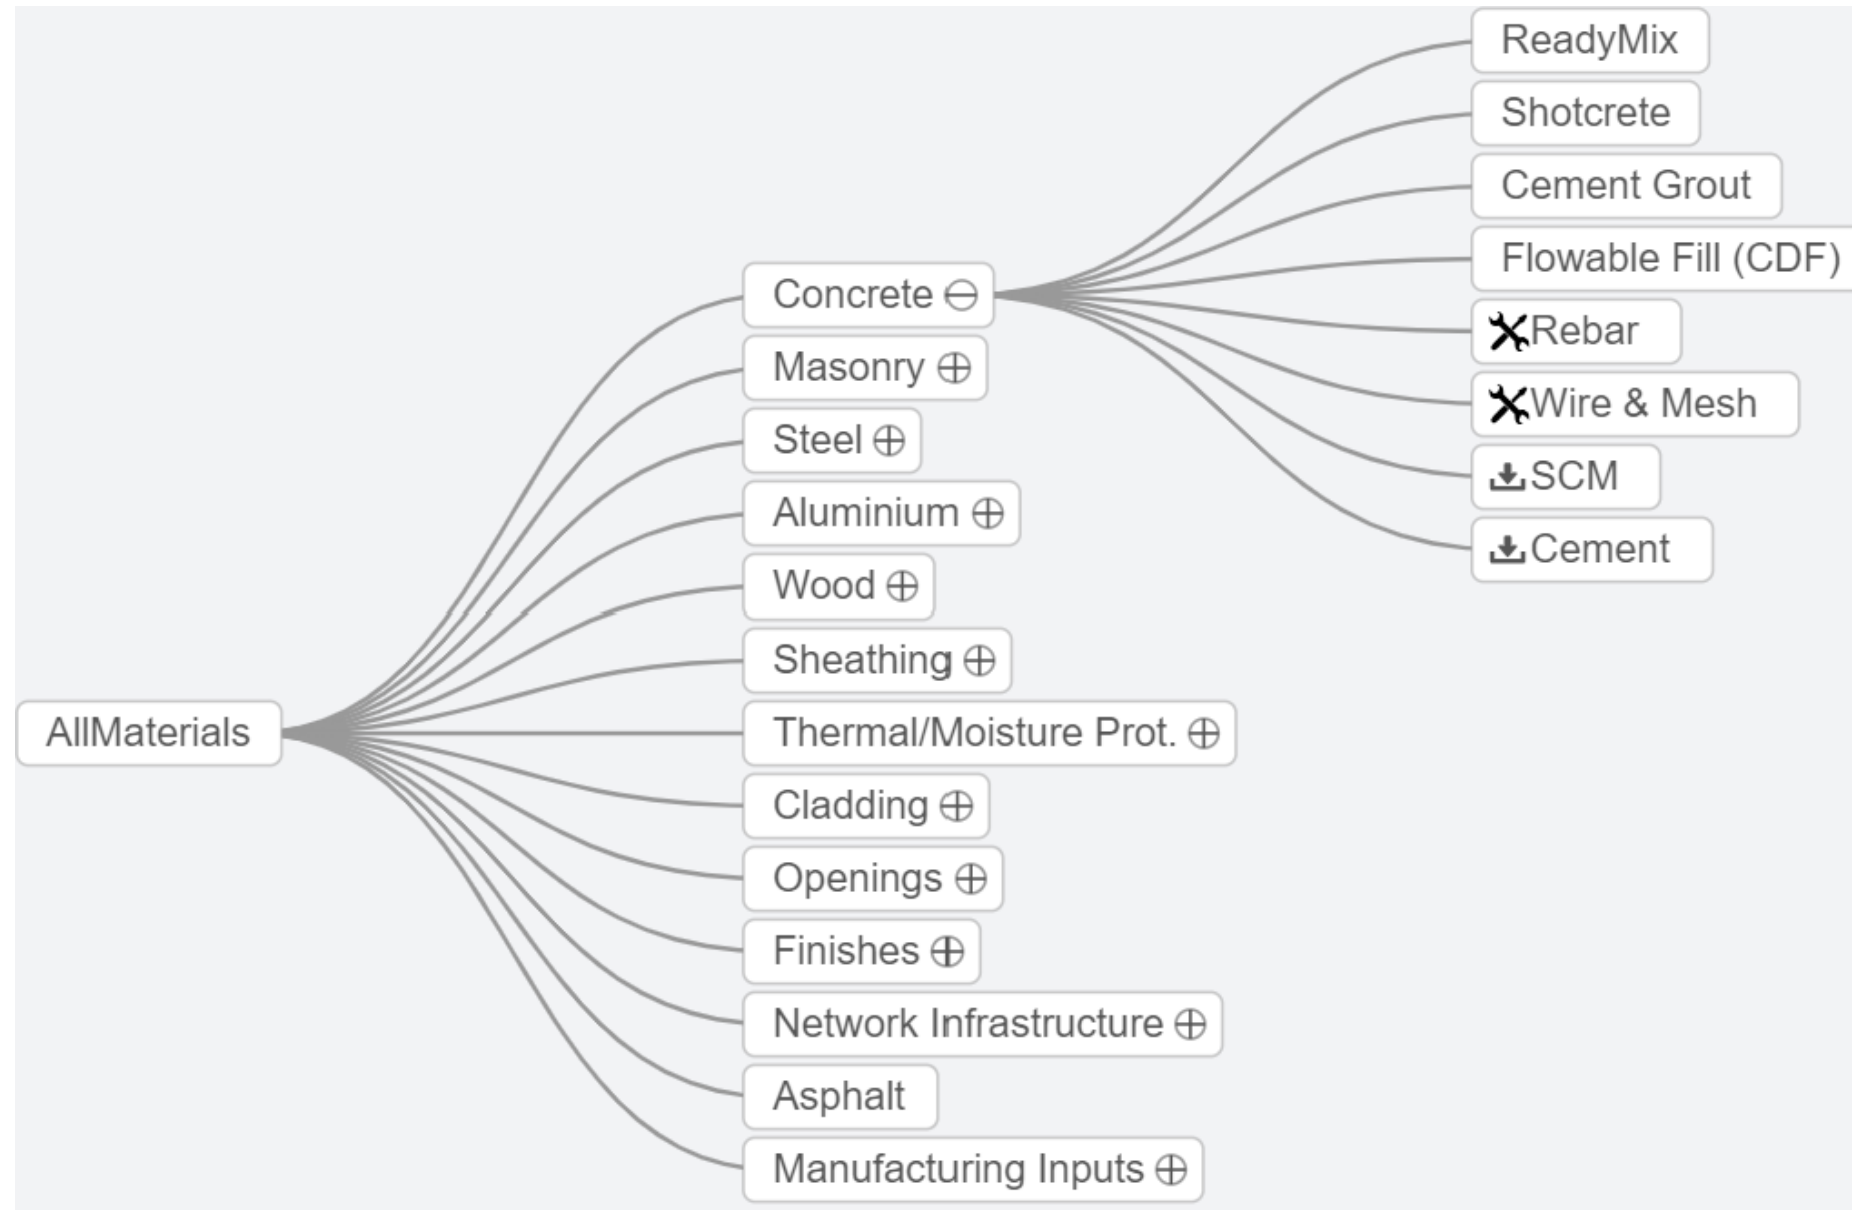 AllMaterials
Concrete
Masonry
Steel
Aluminium
Wood
Sheathing
Thermal/Moisture Prot.
Cladding
Openings
Finishes
Network Infrastructure
Asphalt
Manufacturing Inputs
ReadyMix
Shotcrete
Cement Grout
Flowable Fill (CDF)
Rebar
Wire & Mesh
SCM
Cement